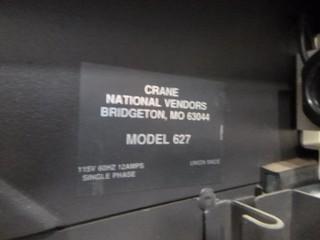 CRANE
NATIONAL VENDORS
BRIDGETON, MO 63044
MODEL 627
115V 60HZ 12AMPS
SINGLE PHASE
UNION MADE